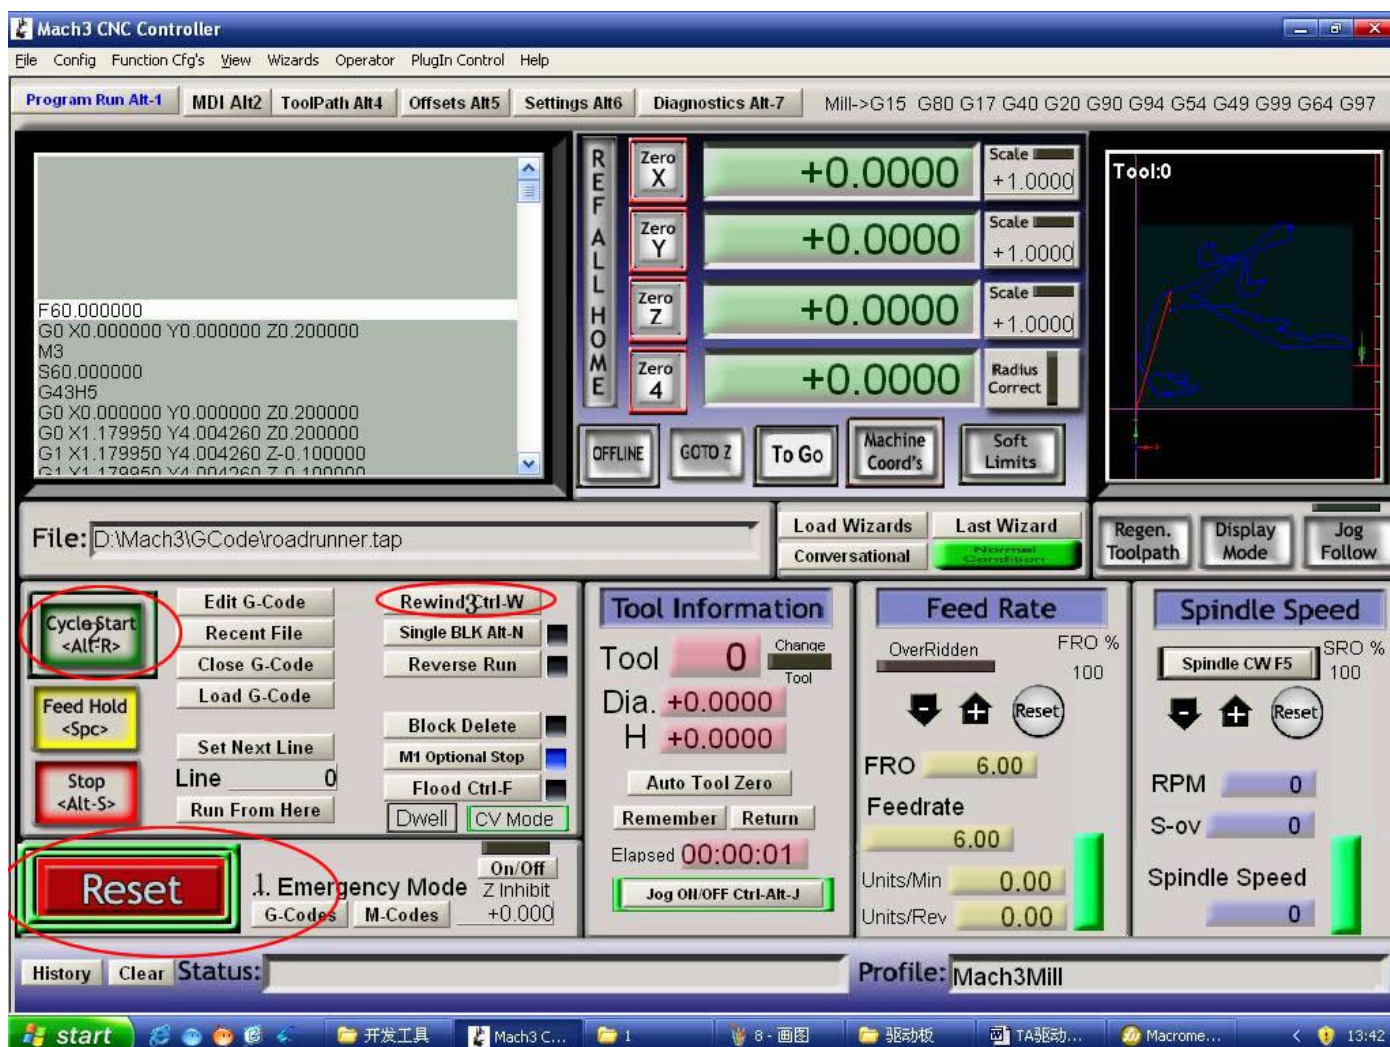 Mach3 CNC Controller
File Config Function Cfg's View Wizards Operator PlugIn Control Help
Program Run Alt-1 MDI Alt2 ToolPath Alt4 Offsets Alt5 Settings Alt6 Diagnostics Alt-7 Mill->G15 G80 G17 G40 G20 G90 G94 G54 G49 G99 G64 G97
F60.000000
G0 X0.000000 Y0.000000 Z0.200000
M3
S60.000000
G43H5
G0 X0.000000 Y0.000000 Z0.200000
G0 X1.179950 Y4.004260 Z0.200000
G1 X1.179950 Y4.004260 Z-0.100000
G1 X1.179950 Y4.004260 Z-0.100000
REF ALL HOME
Zero X +0.0000 Scale +1.0000
Zero Y +0.0000 Scale +1.0000
Zero Z +0.0000 Scale +1.0000
Zero 4 +0.0000 Radius Correct
OFFLINE GOTO Z To Go Machine Coord's Soft Limits
Tool:0
File: D:\Mach3\GCode\roadrunner.tap
Load Wizards Last Wizard
Conversational Normal Condition
Regen. Toolpath Display Mode Jog Follow
Cycle Start <Alt-R> 2
Feed Hold <Spc>
Stop <Alt-S>
Edit G-Code
Recent File
Close G-Code
Load G-Code
Set Next Line
Line 0
Run From Here
Rewind Ctrl-W 3
Single BLK Alt-N
Reverse Run
Block Delete
M1 Optional Stop
Flood Ctrl-F
Dwell CV Mode
Reset
1. Emergency Mode
G-Codes M-Codes
On/Off
Z Inhibit
+0.000
Tool Information
Tool 0 Change Tool
Dia. +0.0000
H +0.0000
Auto Tool Zero
Remember Return
Elapsed 00:00:01
Jog ON/OFF Ctrl-Alt-J
Feed Rate
OverRidden FRO % 100
- + Reset
FRO 6.00
Feedrate
6.00
Units/Min 0.00
Units/Rev 0.00
Spindle Speed
Spindle CW F5 SRO % 100
- + Reset
RPM 0
S-ov 0
Spindle Speed
0
History Clear Status:
Profile: Mach3Mill
start 开发工具 Mach3 C... 1 8 - 画图 驱动板 TA驱动... Macrome... 13:42